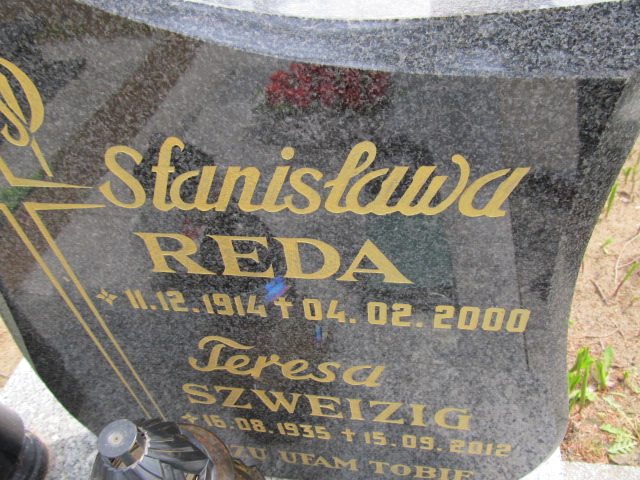 Stanisława
REDA
* 11.12.1914 † 04.02.2000
Teresa
SZWEIZIG
* 16.08.1935 † 15.09.2012
UFAM TOBIE